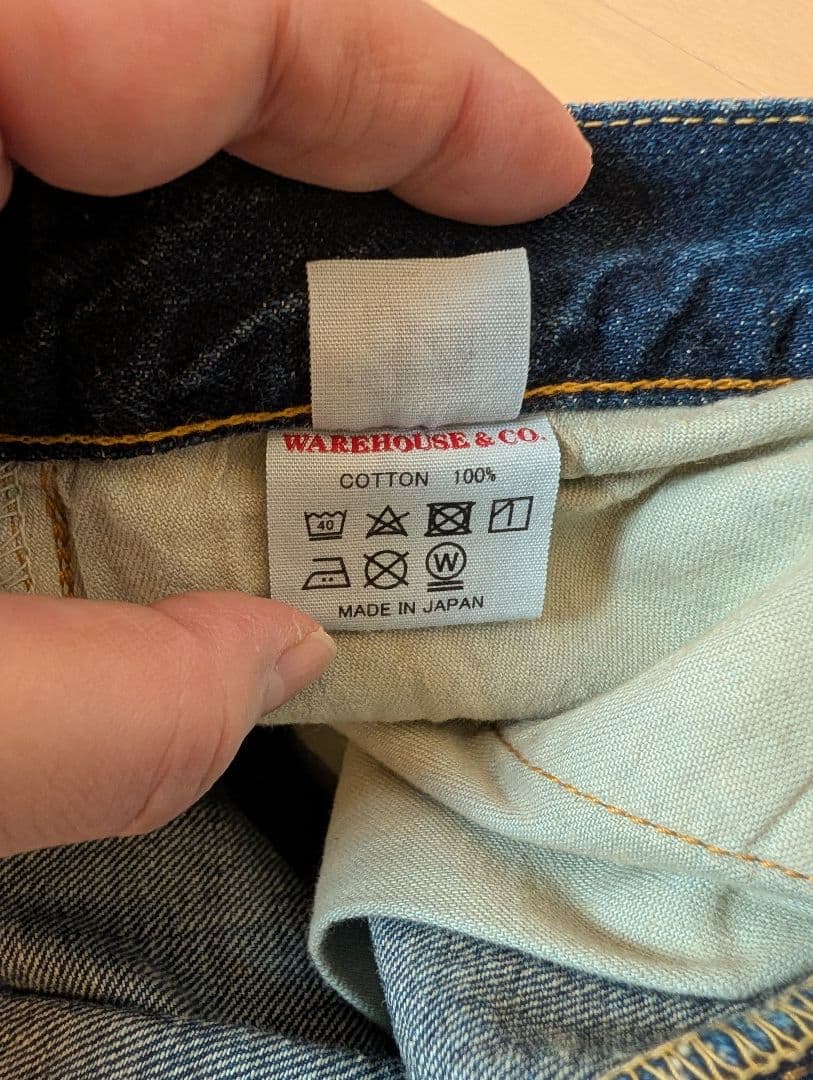 WAREHOUSE & CO.
COTTON 100%
40
W
MADE IN JAPAN